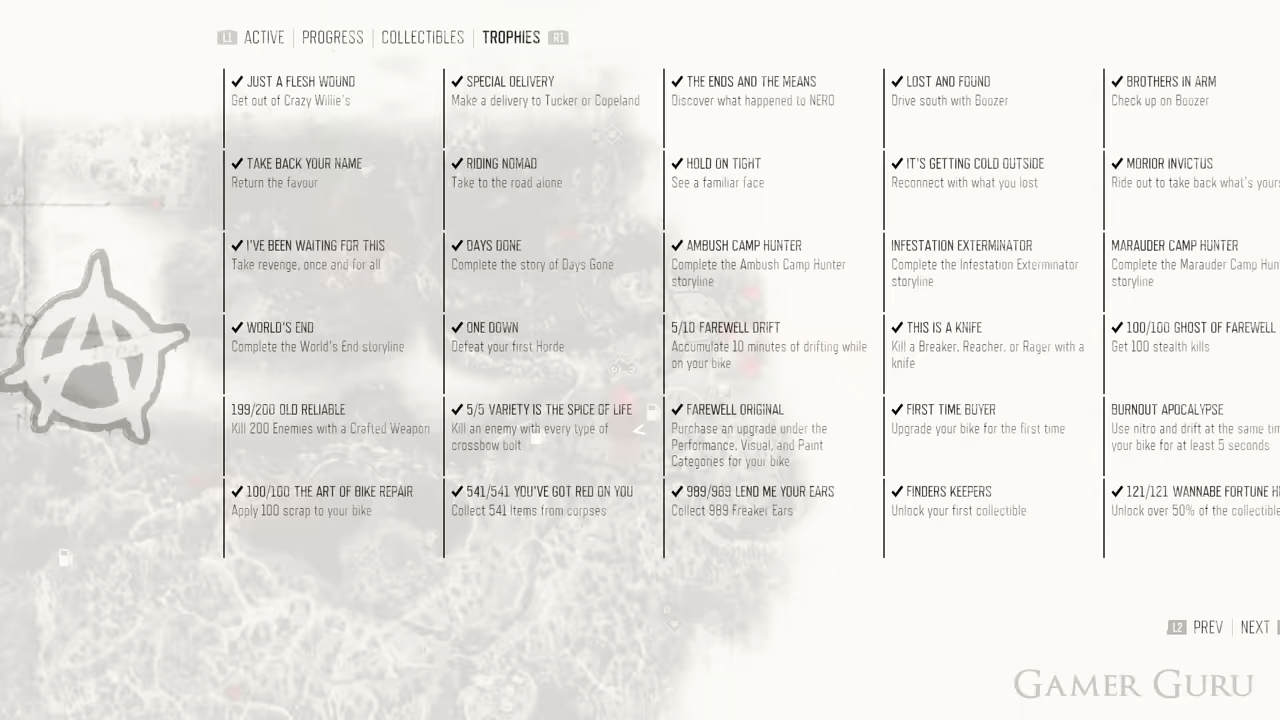 L1 ACTIVE PROGRESS COLLECTIBLES TROPHIES R1
✔ JUST A FLESH WOUND
Get out of Crazy Willie's
✔ SPECIAL DELIVERY
Make a delivery to Tucker or Copeland
✔ THE ENDS AND THE MEANS
Discover what happened to NERO
✔ LOST AND FOUND
Drive south with Boozer
✔ BROTHERS IN ARM
Check up on Boozer
✔ TAKE BACK YOUR NAME
Return the favour
✔ RIDING NOMAD
Take to the road alone
✔ HOLD ON TIGHT
See a familiar face
✔ IT'S GETTING COLD OUTSIDE
Reconnect with what you lost
✔ MORIOR INVICTUS
Ride out to take back what's yours
✔ I'VE BEEN WAITING FOR THIS
Take revenge, once and for all
✔ DAYS DONE
Complete the story of Days Gone
✔ AMBUSH CAMP HUNTER
Complete the Ambush Camp Hunter
storyline
INFESTATION EXTERMINATOR
Complete the Infestation Exterminator
storyline
MARAUDER CAMP HUNTER
Complete the Marauder Camp Hun
storyline
✔ WORLD'S END
Complete the World's End storyline
✔ ONE DOWN
Defeat your first Horde
5/10 FAREWELL DRIFT
Accumulate 10 minutes of drifting while
on your bike
✔ THIS IS A KNIFE
Kill a Breaker, Reacher, or Rager with a
knife
✔ 100/100 GHOST OF FAREWELL
Get 100 stealth kills
199/200 OLD RELIABLE
Kill 200 Enemies with a Crafted Weapon
✔ 5/5 VARIETY IS THE SPICE OF LIFE
Kill an enemy with every type of
crossbow bolt
✔ FAREWELL ORIGINAL
Purchase an upgrade under the
Performance, Visual, and Paint
Categories for your bike
✔ FIRST TIME BUYER
Upgrade your bike for the first time
BURNOUT APOCALYPSE
Use nitro and drift at the same tim
your bike for at least 5 seconds
✔ 100/100 THE ART OF BIKE REPAIR
Apply 100 scrap to your bike
✔ 541/541 YOU'VE GOT RED ON YOU
Collect 541 Items from corpses
✔ 989/989 LEND ME YOUR EARS
Collect 989 Freaker Ears
✔ FINDERS KEEPERS
Unlock your first collectible
✔ 121/121 WANNABE FORTUNE H
Unlock over 50% of the collectible
L2 PREV NEXT
GAMER GURU